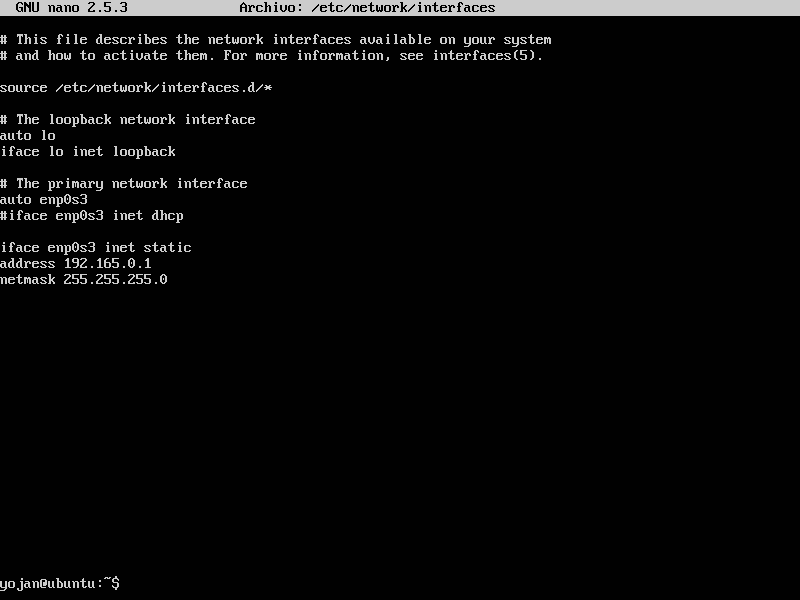 GNU nano 2.5.3 Archivo: /etc/network/interfaces
# This file describes the network interfaces available on your system
# and how to activate them. For more information, see interfaces(5).
source /etc/network/interfaces.d/*
# The loopback network interface
auto lo
iface lo inet loopback
# The primary network interface
auto enp0s3
#iface enp0s3 inet dhcp
iface enp0s3 inet static
address 192.165.0.1
netmask 255.255.255.0
yojan@ubuntu:~$